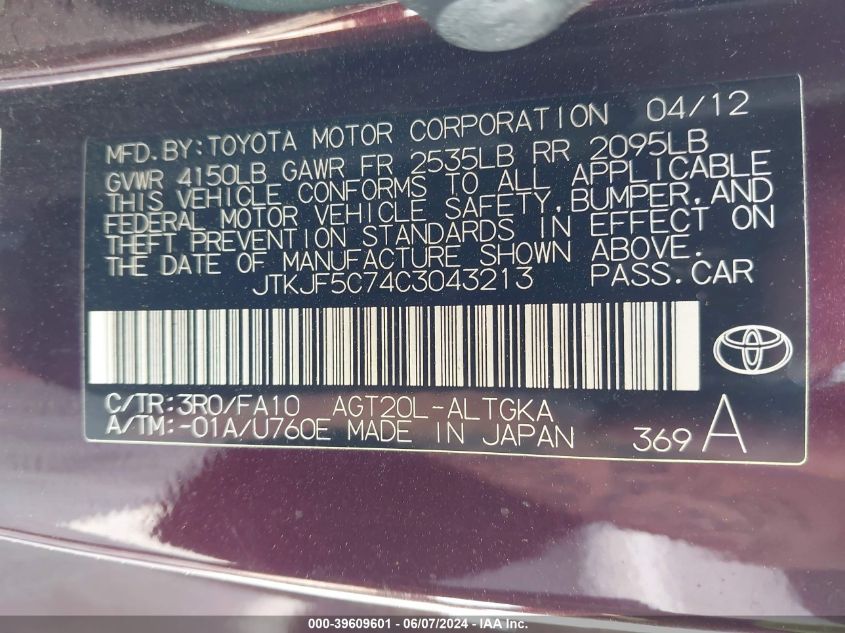 MFD. BY: TOYOTA MOTOR CORPORATION 04/12
GVWR 4150LB GAWR FR 2535LB RR 2095LB
THIS VEHICLE CONFORMS TO ALL APPLICABLE
FEDERAL MOTOR VEHICLE SAFETY, BUMPER, AND
THEFT PREVENTION STANDARDS IN EFFECT ON
THE DATE OF MANUFACTURE SHOWN ABOVE.
JTKJF5C74C3043213 PASS. CAR
C/TR: 3R0/FA10 AGT20L-ALTGKA
A/TM: -01A/U760E MADE IN JAPAN 369 A
000-39609601 - 06/07/2024 - IAA Inc.